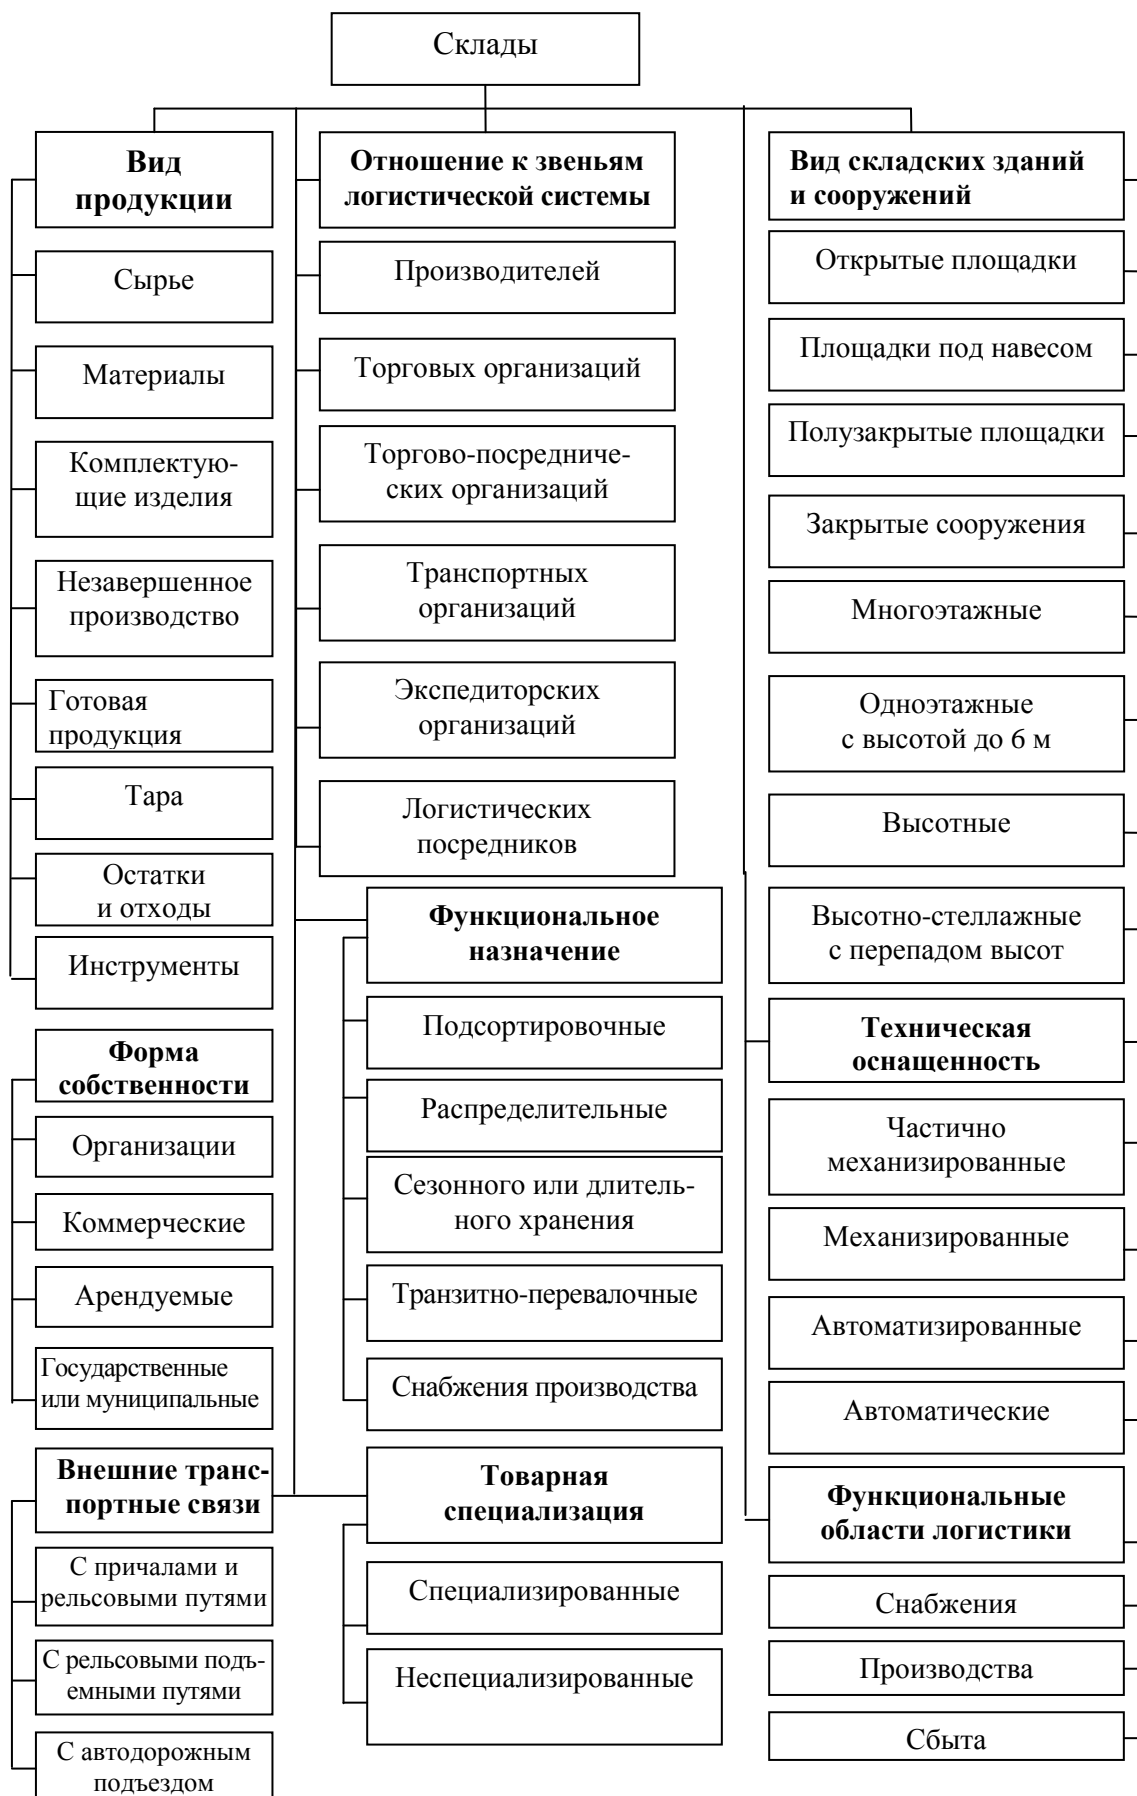 Склады
Вид
продукции
Сырье
Материалы
Комплектую-
щие изделия
Незавершенное
производство
Готовая
продукция
Тара
Остатки
и отходы
Инструменты
Форма
собственности
Организации
Коммерческие
Арендуемые
Государственные
или муниципальные
Внешние транс-
портные связи
С причалами и
рельсовыми путями
С рельсовыми подъ-
емными путями
С автодорожным
подъездом
Отношение к звеньям
логистической системы
Производителей
Торговых организаций
Торгово-посредниче-
ских организаций
Транспортных
организаций
Экспедиторских
организаций
Логистических
посредников
Функциональное
назначение
Подсортировочные
Распределительные
Сезонного или длитель-
ного хранения
Транзитно-перевалочные
Снабжения производства
Товарная
специализация
Специализированные
Неспециализированные
Вид складских зданий
и сооружений
Открытые площадки
Площадки под навесом
Полузакрытые площадки
Закрытые сооружения
Многоэтажные
Одноэтажные
с высотой до 6 м
Высотные
Высотно-стеллажные
с перепадом высот
Техническая
оснащенность
Частично
механизированные
Механизированные
Автоматизированные
Автоматические
Функциональные
области логистики
Снабжения
Производства
Сбыта